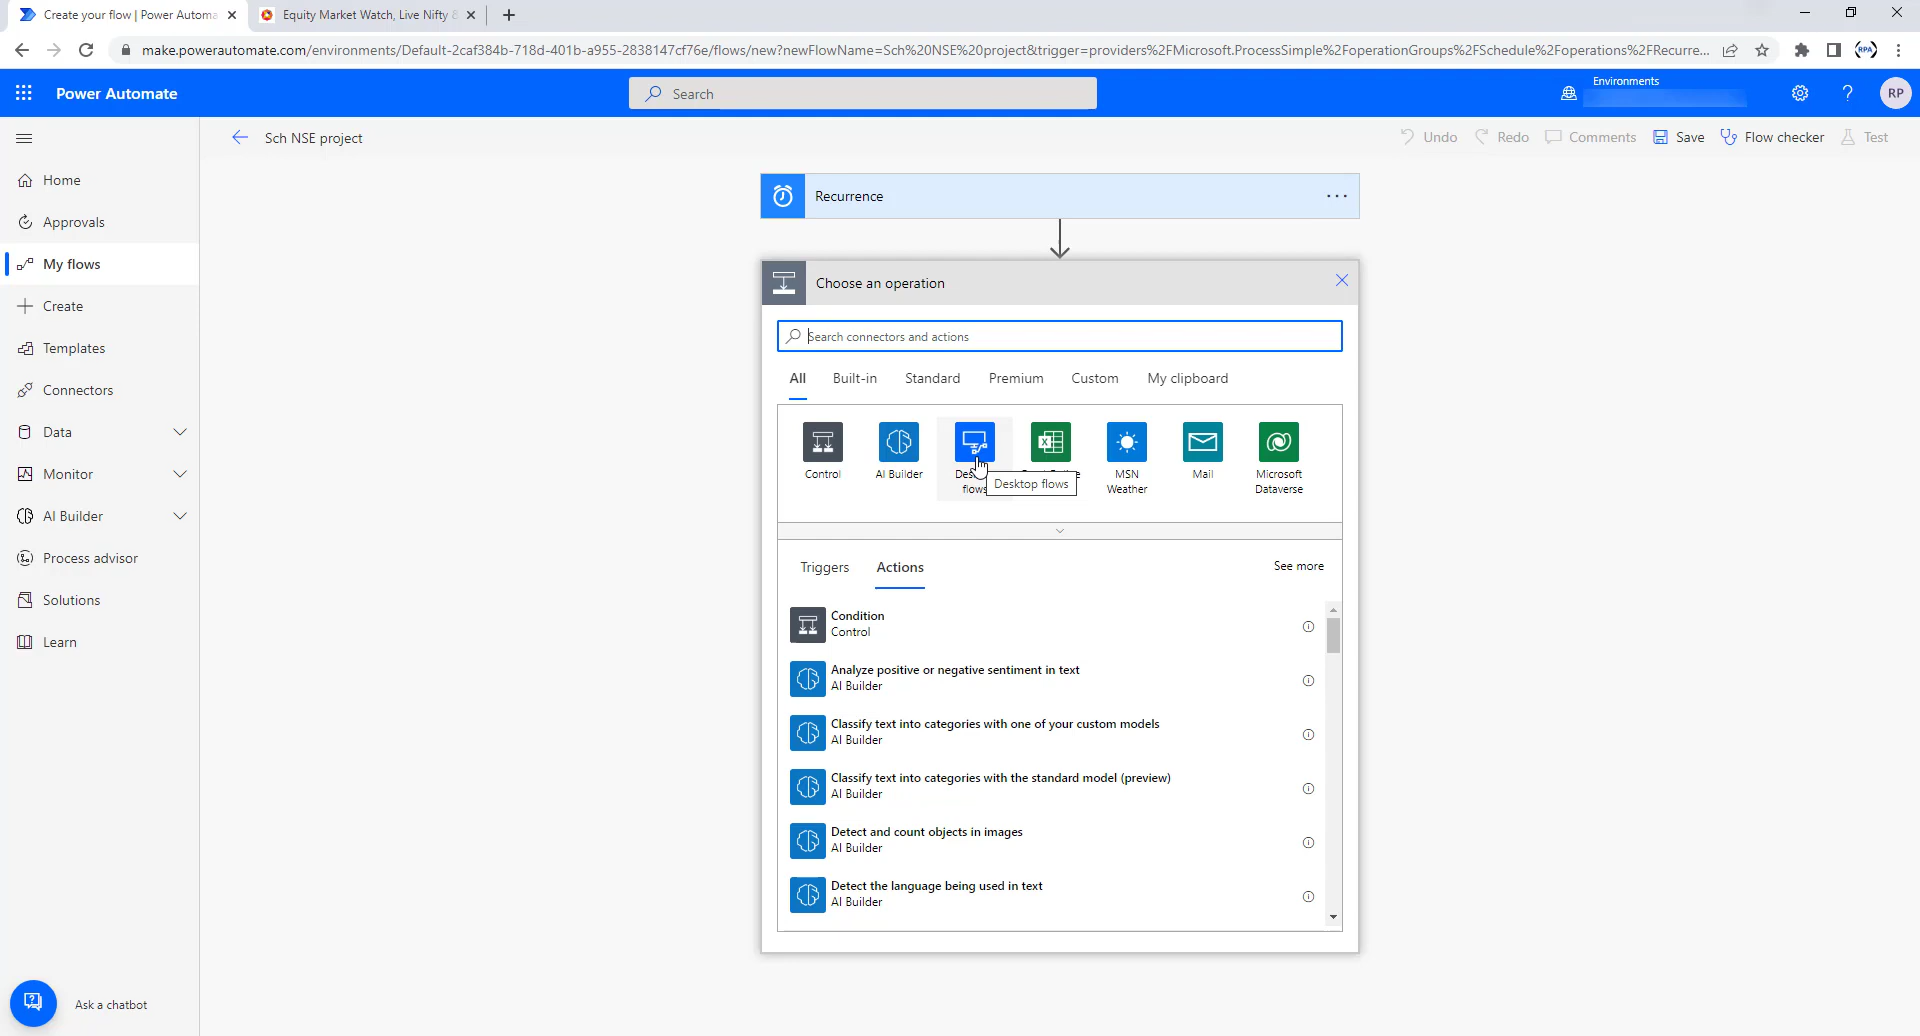 Create your flow | Power Automa
Equity Market Watch, Live Nifty &
make.powerautomate.com/environments/Default-2caf384b-718d-401b-a955-2838147cf76e/flows/new?newFlowName=Sch%20NSE%20project&trigger=providers%2FMicrosoft.ProcessSimple%2FoperationGroups%2FSchedule%2Foperations%2FRecurre...
RPA
Power Automate
Search
Environments
?
RP
Sch NSE project
Undo
Redo
Comments
Save
Flow checker
Test
Home
Approvals
My flows
Create
Templates
Connectors
Data
Monitor
AI Builder
Process advisor
Solutions
Learn
Ask a chatbot
Recurrence
...
Choose an operation
Search connectors and actions
All
Built-in
Standard
Premium
Custom
My clipboard
Control
AI Builder
flows
Desktop flows
MSN
Weather
Mail
Microsoft
Dataverse
Triggers
Actions
See more
Condition
Control
Analyze positive or negative sentiment in text
AI Builder
Classify text into categories with one of your custom models
AI Builder
Classify text into categories with the standard model (preview)
AI Builder
Detect and count objects in images
AI Builder
Detect the language being used in text
AI Builder